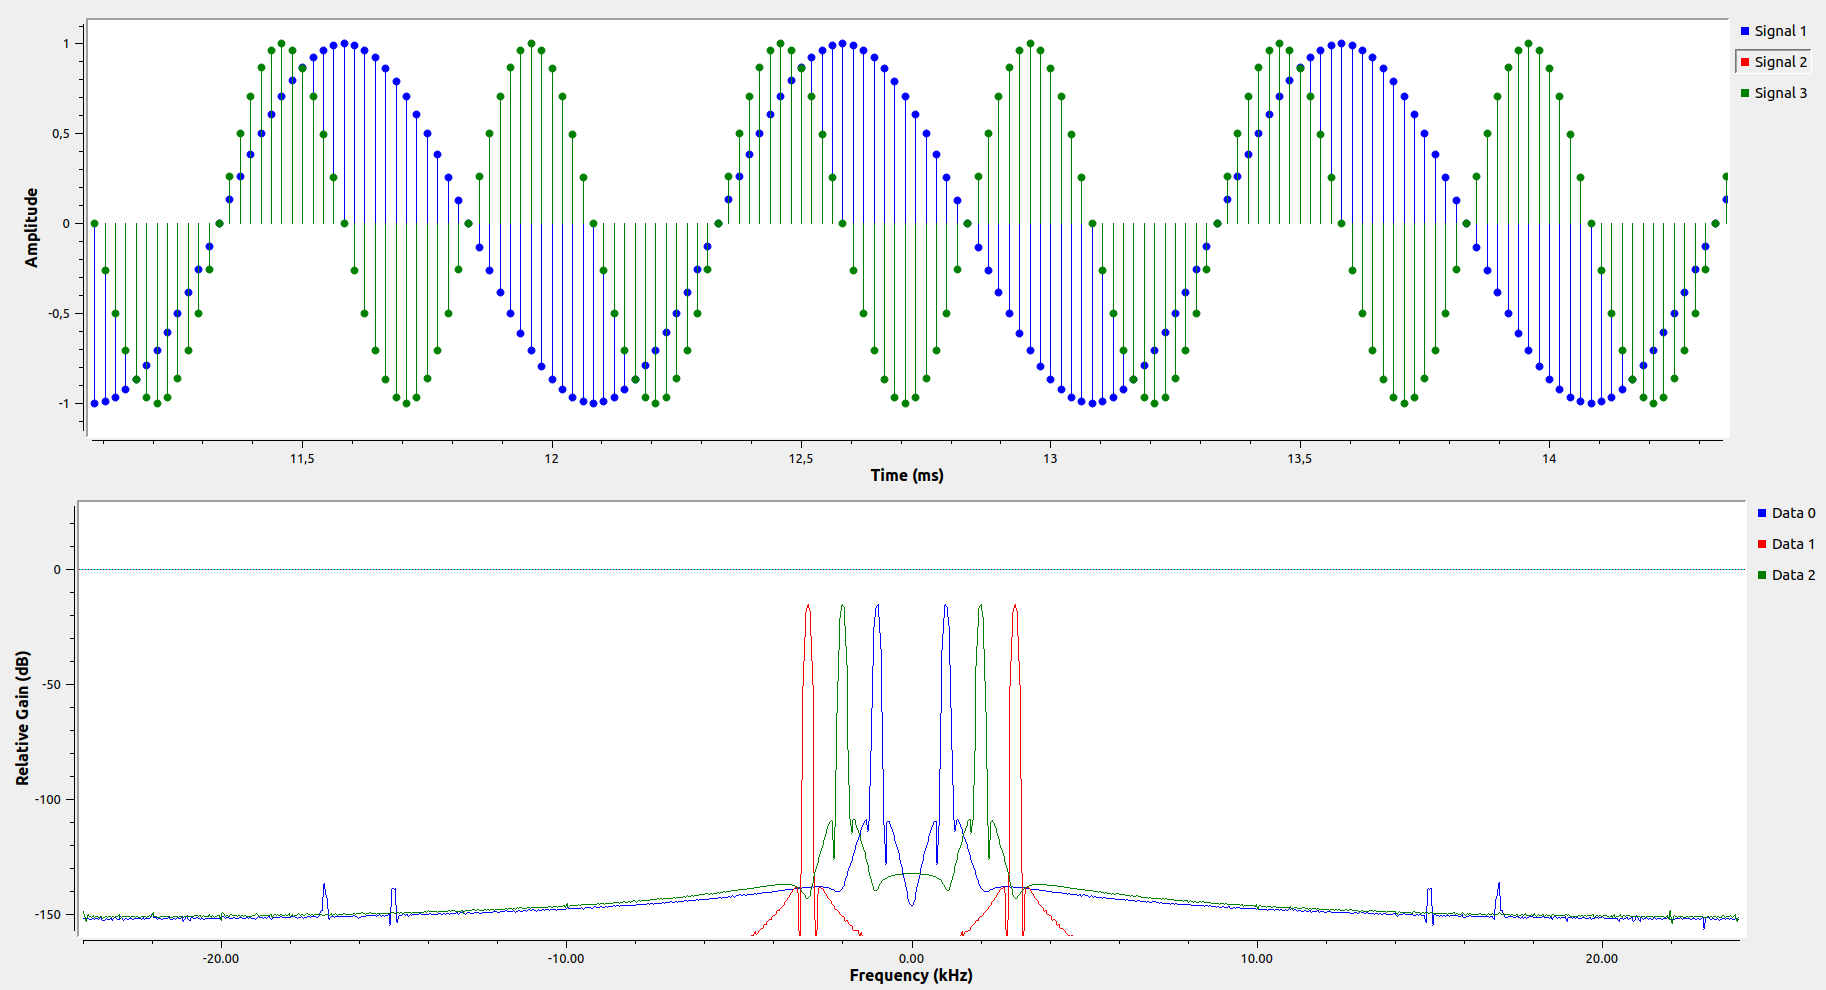 Signal 1
Signal 2
Signal 3
1
0,5
0
-0,5
-1
Amplitude
11,5
12
12,5
13
13,5
14
Time (ms)
Data 0
Data 1
Data 2
0
-50
-100
-150
Relative Gain (dB)
-20.00
-10.00
0.00
10.00
20.00
Frequency (kHz)